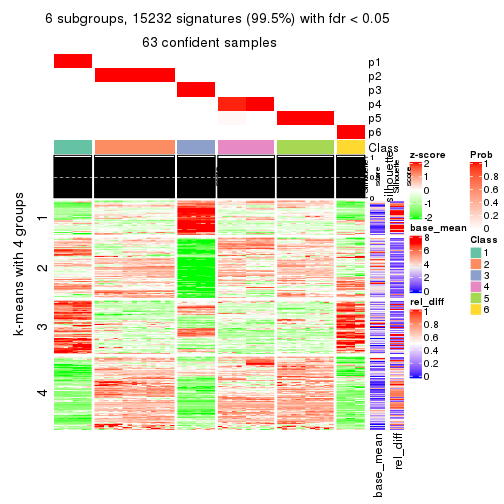 6 subgroups, 15232 signatures (99.5%) with fdr < 0.05
63 confident samples
p1
p2
p3
p4
p5
p6
Class
silhouette
k-means with 4 groups
1
2
3
4
base_mean
rel_diff
z-score
2
1
0
-1
-2
base_mean
8
6
4
2
0
rel_diff
1
0.8
0.6
0.4
0.2
0
Prob
1
0.8
0.6
0.4
0.2
0
Class
1
2
3
4
5
6